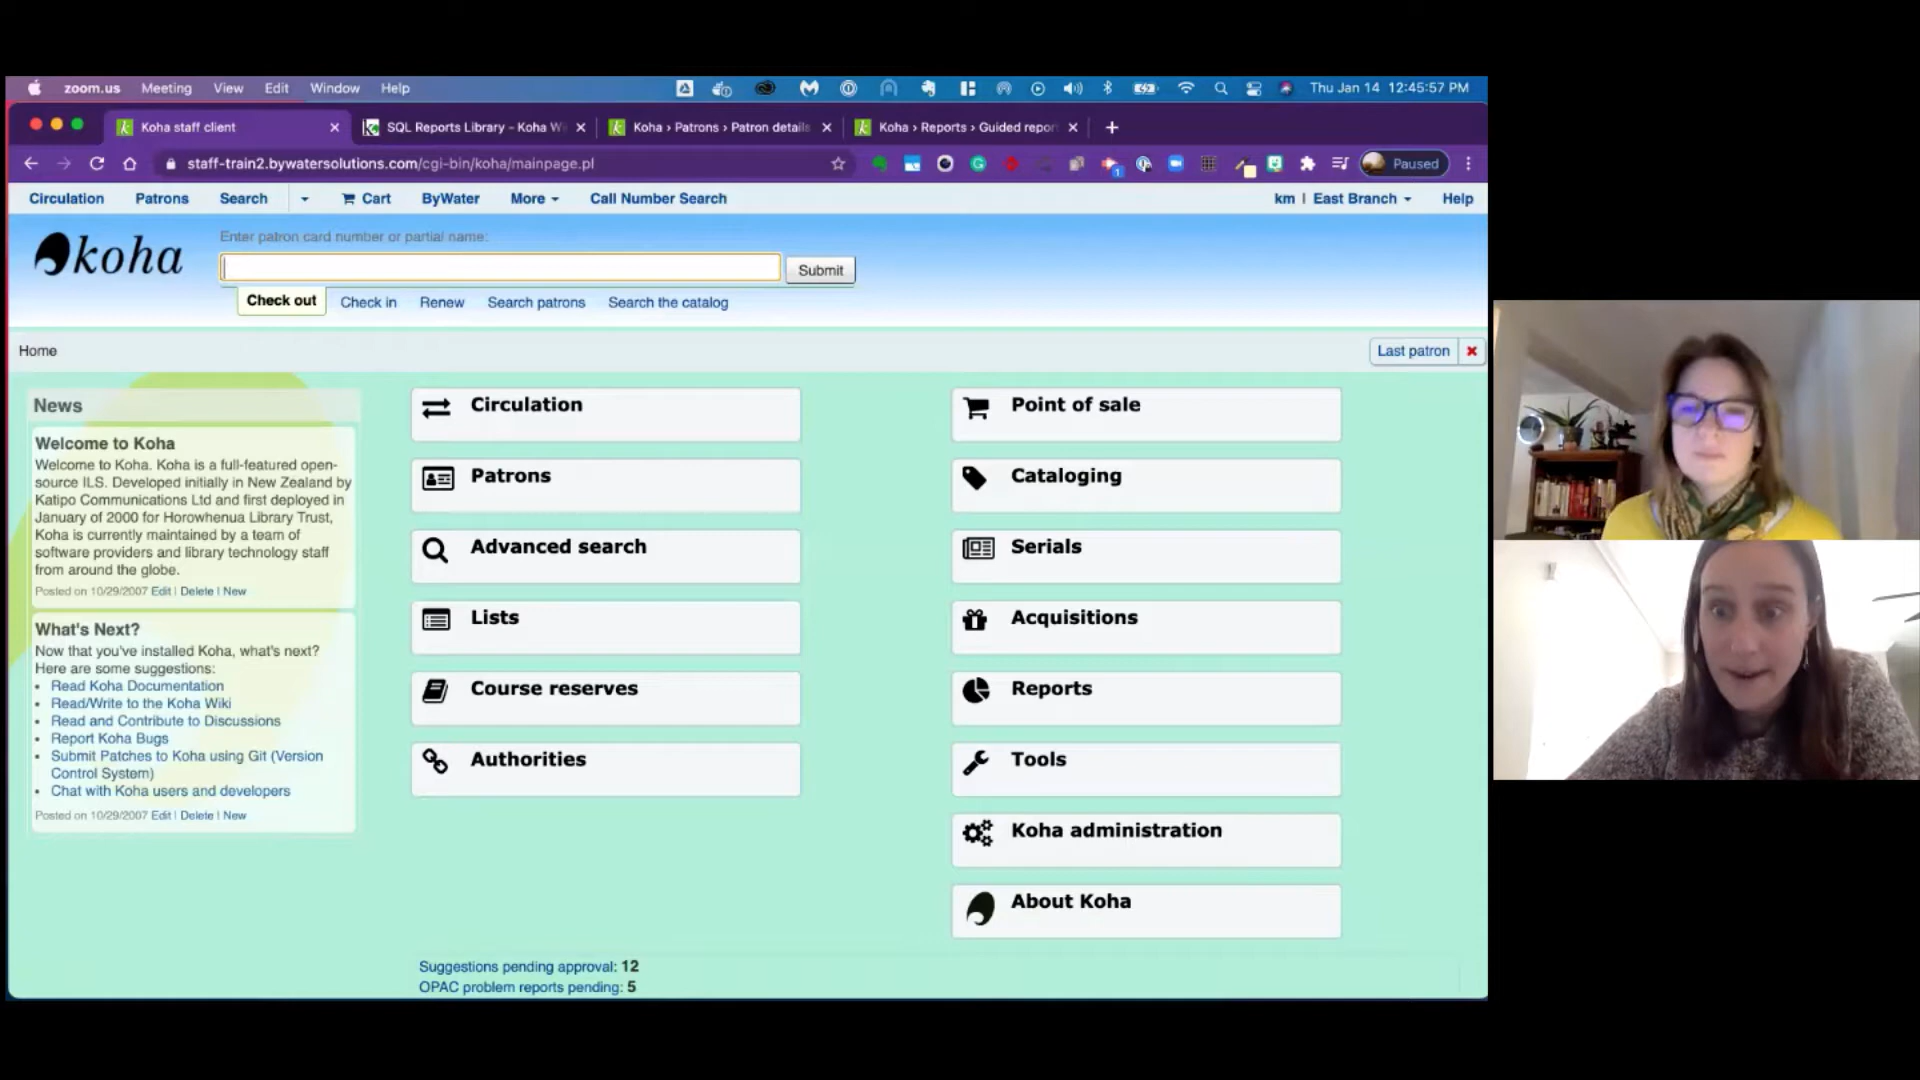 zoom.us Meeting View Edit Window Help Thu Jan 14 12:45:57 PM
Koha staff client SQL Reports Library - Koha Wi Koha › Patrons › Patron details Koha › Reports › Guided report
staff-train2.bywatersolutions.com/cgi-bin/koha/mainpage.pl Paused
Circulation Patrons Search Cart ByWater More Call Number Search km | East Branch Help
koha
Enter patron card number or partial name:
Submit
Check out Check in Renew Search patrons Search the catalog
Home Last patron
News
Welcome to Koha
Welcome to Koha. Koha is a full-featured open-
source ILS. Developed initially in New Zealand by
Katipo Communications Ltd and first deployed in
January of 2000 for Horowhenua Library Trust,
Koha is currently maintained by a team of
software providers and library technology staff
from around the globe.
Posted on 10/29/2007 Edit | Delete | New
What's Next?
Now that you've installed Koha, what's next?
Here are some suggestions:
• Read Koha Documentation
• Read/Write to the Koha Wiki
• Read and Contribute to Discussions
• Report Koha Bugs
• Submit Patches to Koha using Git (Version
Control System)
• Chat with Koha users and developers
Posted on 10/29/2007 Edit | Delete | New
Circulation
Patrons
Advanced search
Lists
Course reserves
Authorities
Point of sale
Cataloging
Serials
Acquisitions
Reports
Tools
Koha administration
About Koha
Suggestions pending approval: 12
OPAC problem reports pending: 5